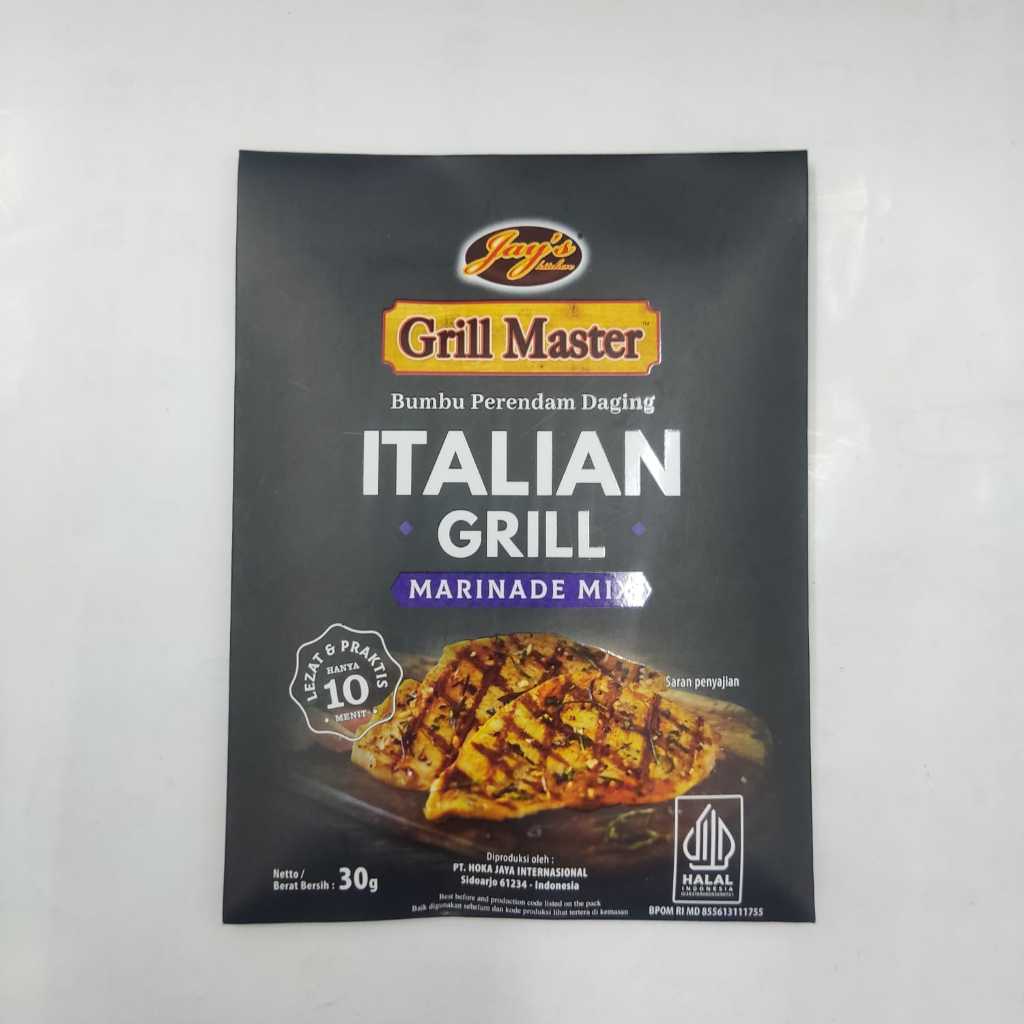 Jay's
kitchen
Grill Master™
Bumbu Perendam Daging
ITALIAN
GRILL
MARINADE MIX
LEZAT & PRAKTIS
HANYA
10
MENIT
Saran penyajian
Diproduksi oleh :
PT. HOKA JAYA INTERNASIONAL
Sidoarjo 61234 - Indonesia
Netto /
Berat Bersih : 30g
Best before and production code listed on the pack
Baik digunakan sebelum dan kode produksi lihat tertera di kemasan
HALAL
INDONESIA
BPOM RI MD 855613111755